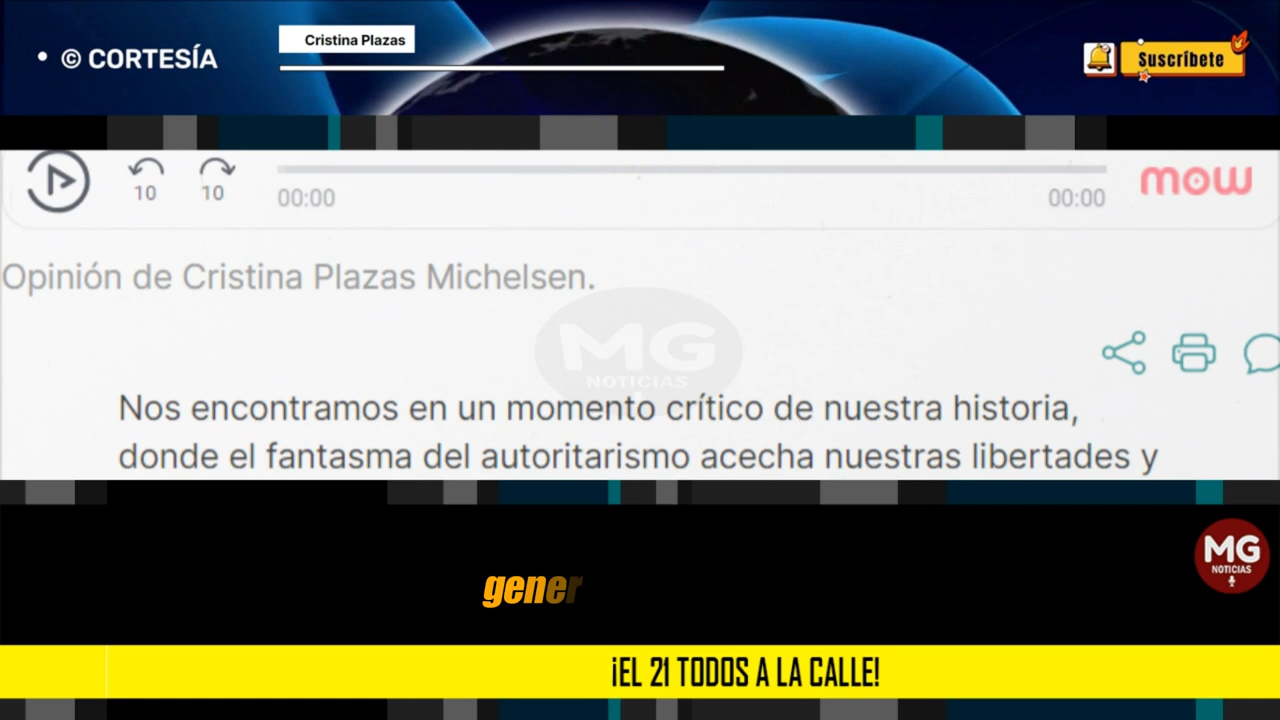 • © CORTESÍA
Cristina Plazas
Suscríbete
10
10
00:00
00:00
mow
Opinión de Cristina Plazas Michelsen.
MG
NOTICIAS
Nos encontramos en un momento crítico de nuestra historia,
donde el fantasma del autoritarismo acecha nuestras libertades y
MG
NOTICIAS
gener
¡EL 21 TODOS A LA CALLE!